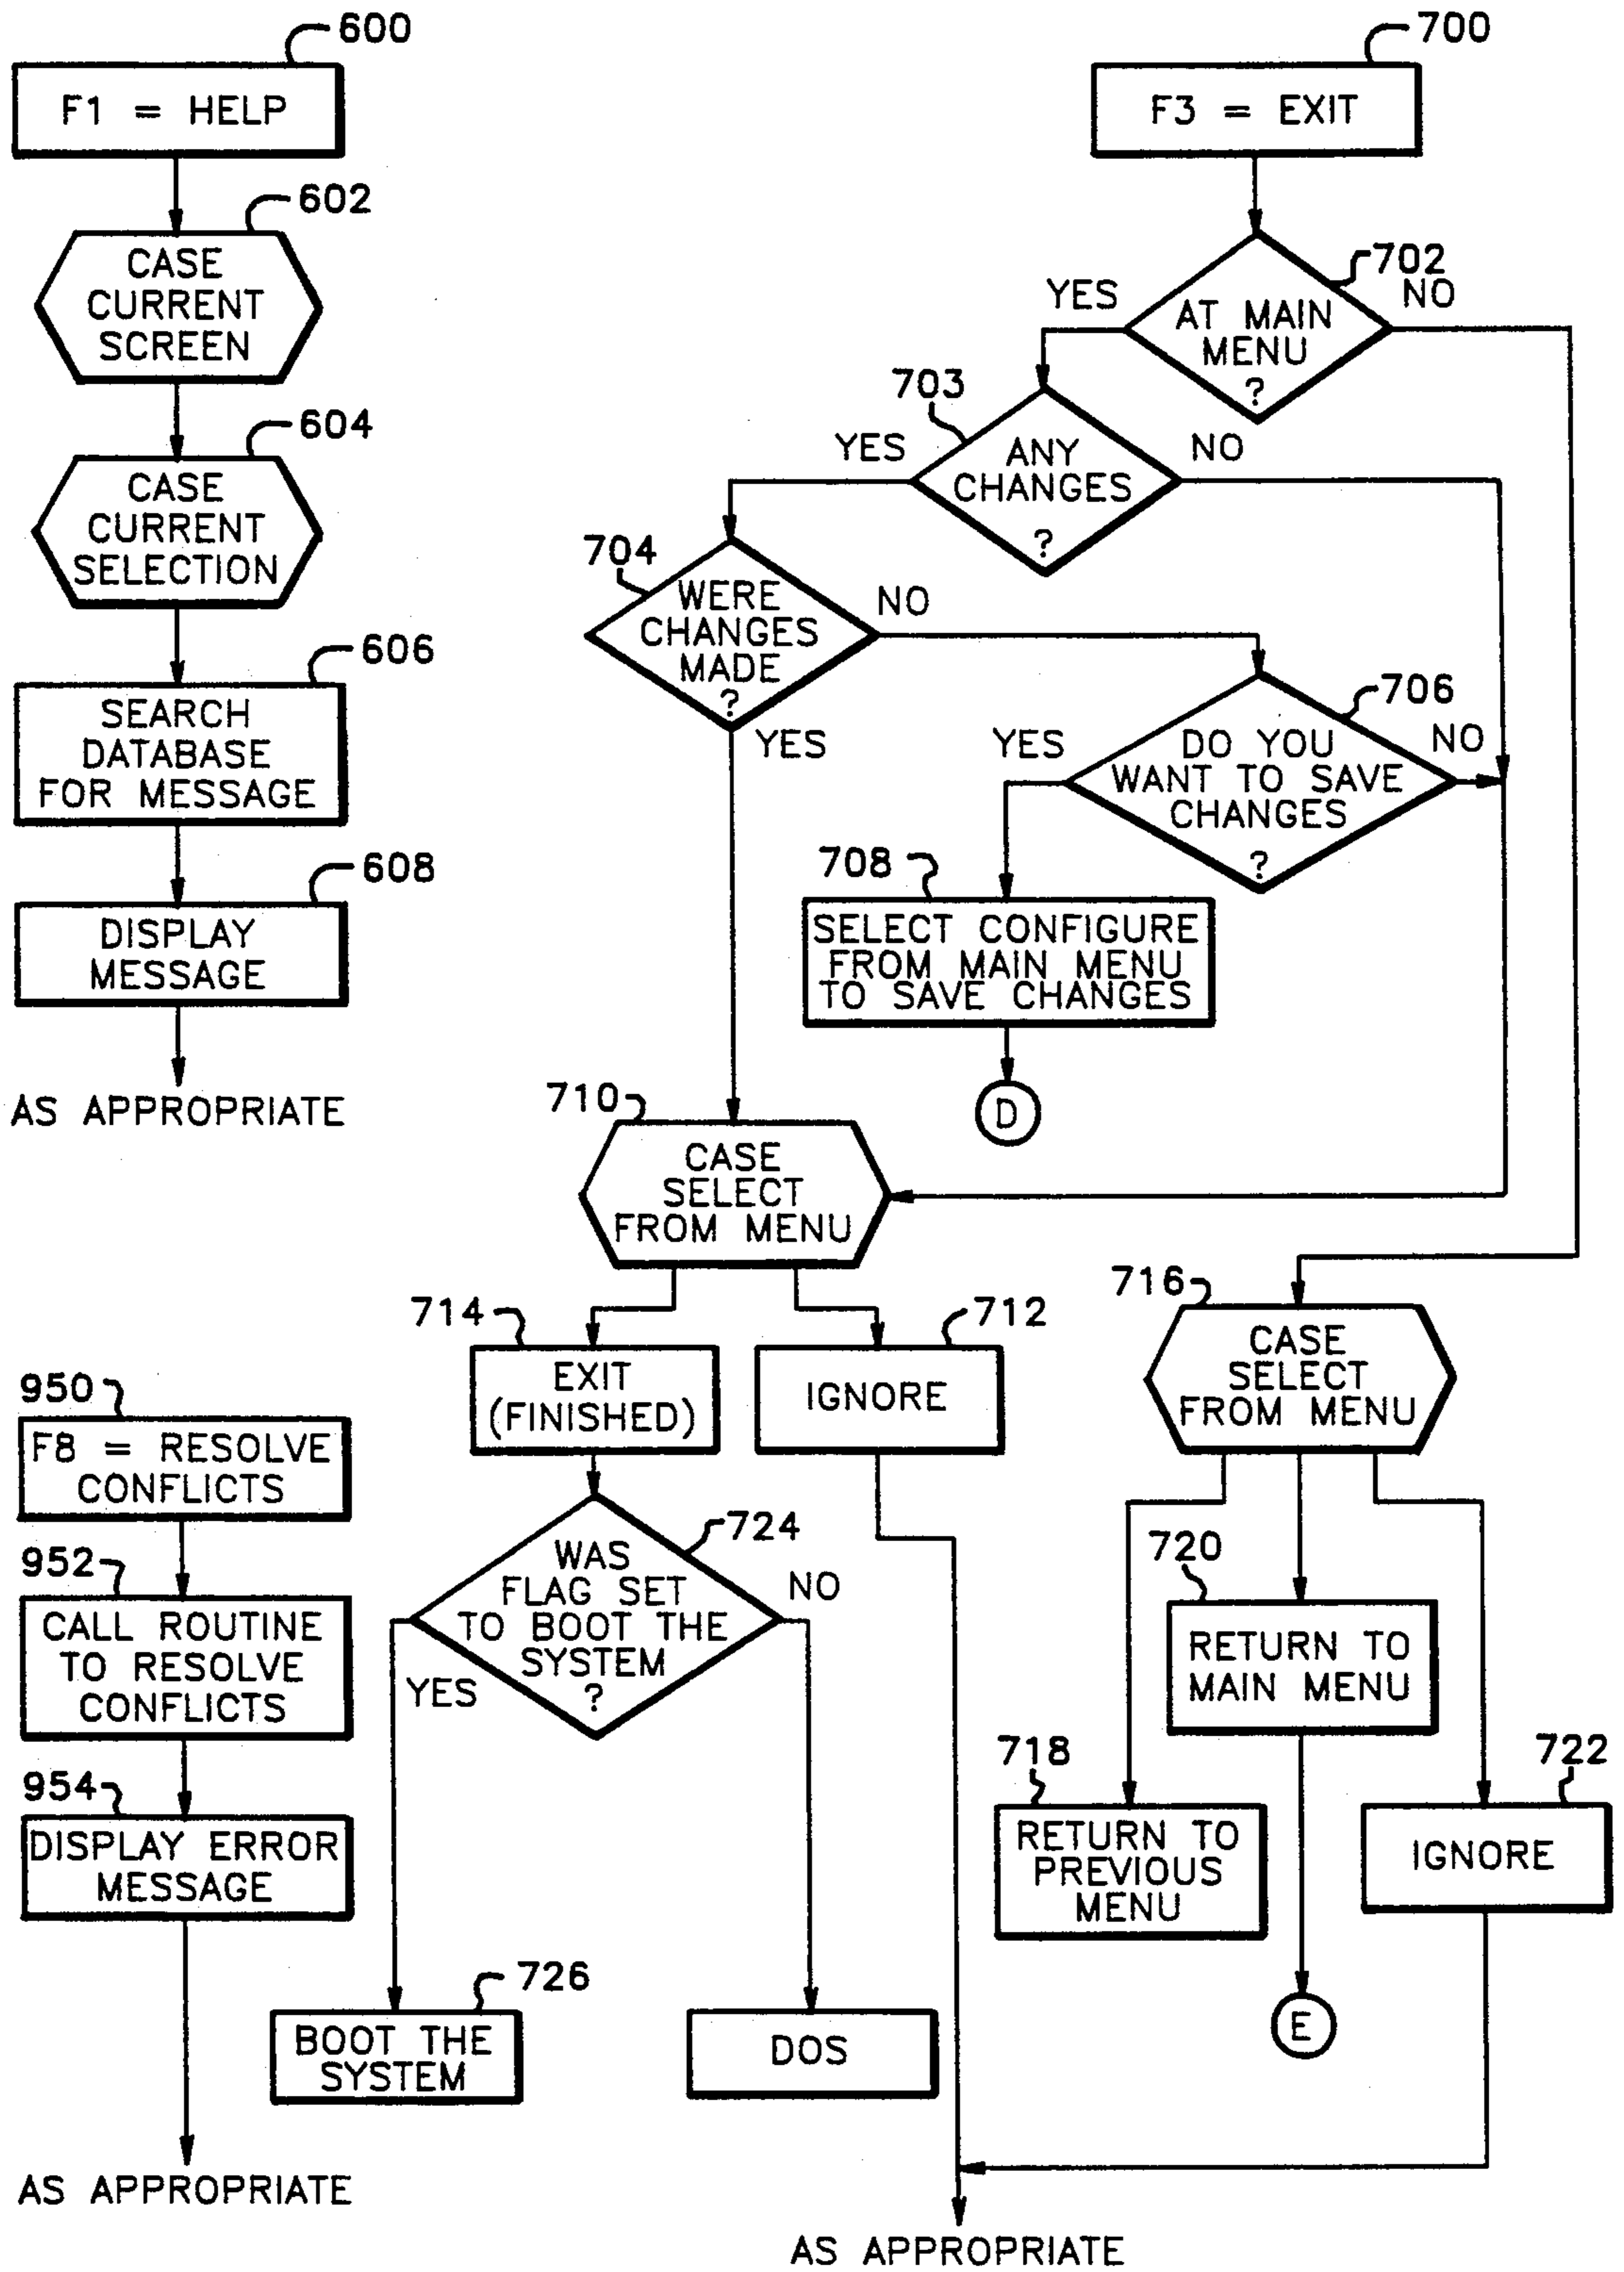 600
F1 = HELP
602
CASE
CURRENT
SCREEN
604
CASE
CURRENT
SELECTION
606
SEARCH
DATABASE
FOR MESSAGE
608
DISPLAY
MESSAGE
AS APPROPRIATE
700
F3 = EXIT
702
YES
NO
AT MAIN
MENU
?
703
YES
NO
ANY
CHANGES
?
704
NO
WERE
CHANGES
MADE
?
YES
706
YES
NO
DO YOU
WANT TO SAVE
CHANGES
?
708
SELECT CONFIGURE
FROM MAIN MENU
TO SAVE CHANGES
D
710
CASE
SELECT
FROM MENU
714
EXIT
(FINISHED)
712
IGNORE
724
WAS
FLAG SET
TO BOOT THE
SYSTEM
?
NO
YES
726
BOOT THE
SYSTEM
DOS
716
CASE
SELECT
FROM MENU
720
RETURN TO
MAIN MENU
718
RETURN TO
PREVIOUS
MENU
722
IGNORE
E
AS APPROPRIATE
950
F8 = RESOLVE
CONFLICTS
952
CALL ROUTINE
TO RESOLVE
CONFLICTS
954
DISPLAY ERROR
MESSAGE
AS APPROPRIATE